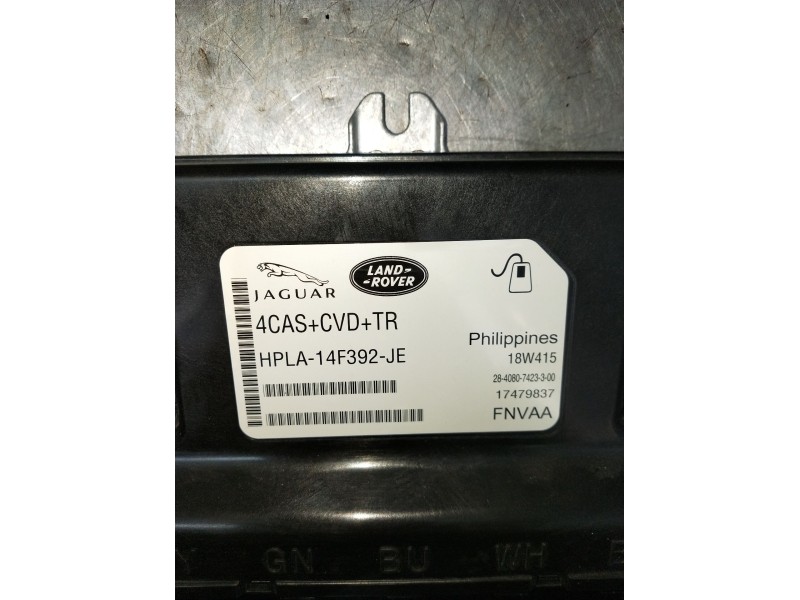 JAGUAR
LAND-
-ROVER
4CAS+CVD+TR
HPLA-14F392-JE
Philippines
18W415
28-4080-7423-3-00
17479837
FNVAA
GN BU WH